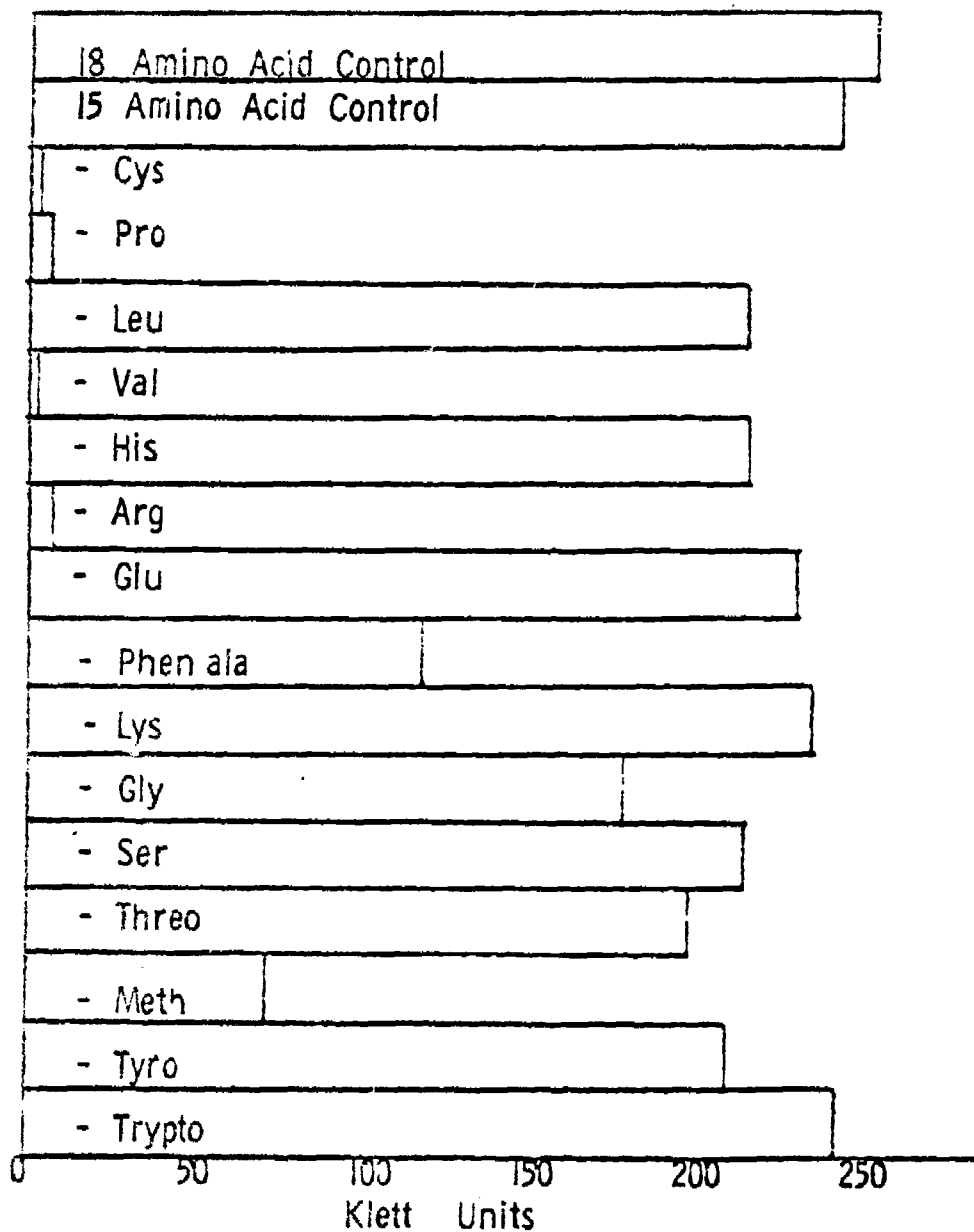 18 Amino Acid Control
15 Amino Acid Control
- Cys
- Pro
- Leu
- Val
- His
- Arg
- Glu
- Phen ala
- Lys
- Gly
- Ser
- Threo
- Meth
- Tyro
- Trypto
0 50 100 150 200 250
Klett Units